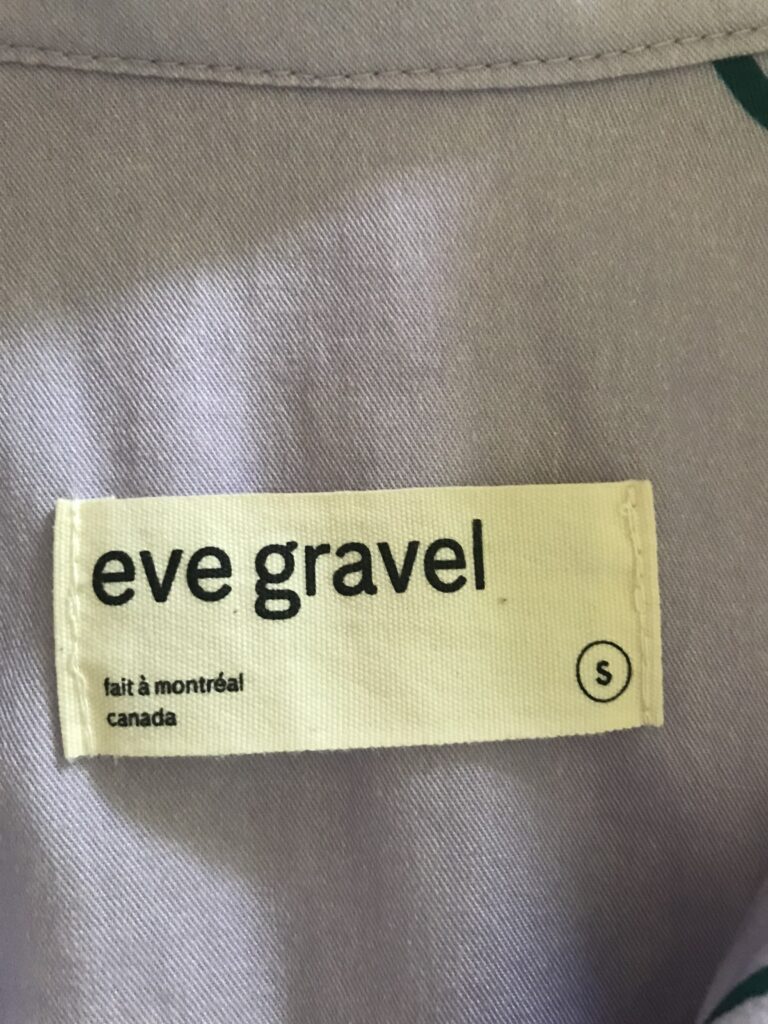 eve gravel
fait à montréal
canada
S